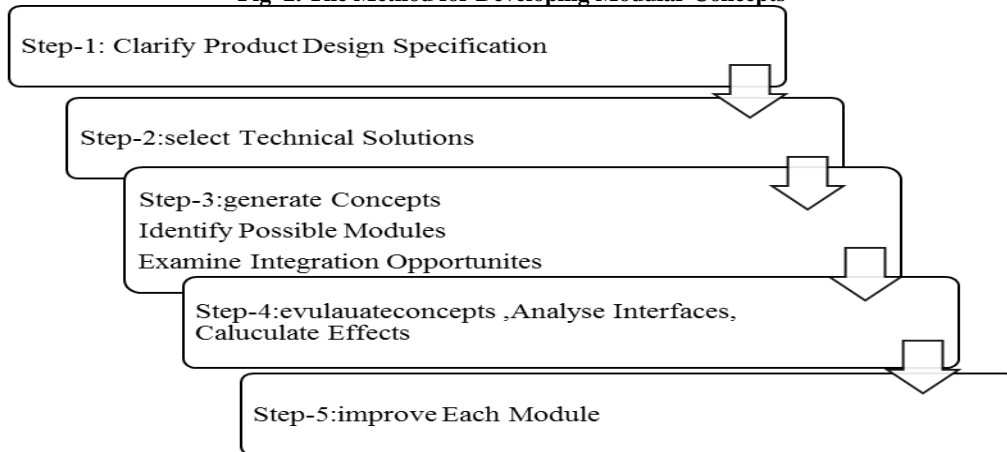 Fig- 2: The Method for Developing Modular Concepts
Step-1: Clarify Product Design Specification
Step-2:select Technical Solutions
Step-3:generate Concepts
Identify Possible Modules
Examine Integration Opportunites
Step-4:evulauateconcepts ,Analyse Interfaces,
Caluculate Effects
Step-5:improve Each Module